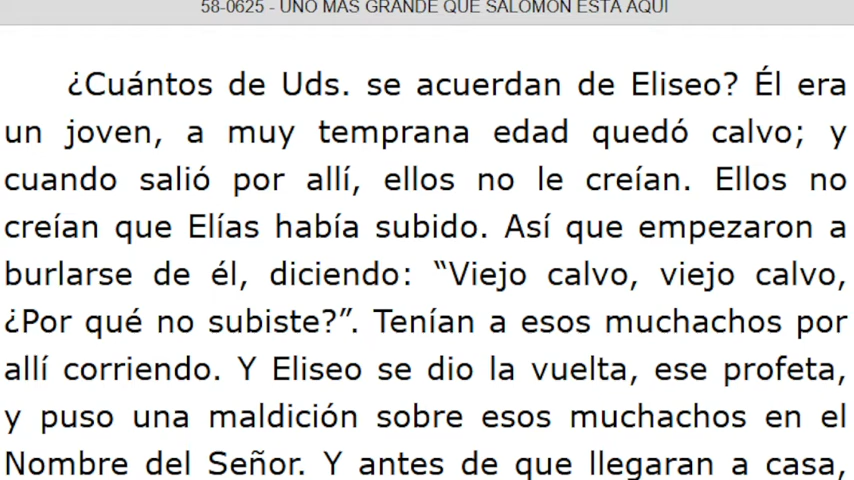 58-0625 - UNO MAS GRANDE QUE SALOMON ESTA AQUI
¿Cuántos de Uds. se acuerdan de Eliseo? Él era
un joven, a muy temprana edad quedó calvo; y
cuando salió por allí, ellos no le creían. Ellos no
creían que Elías había subido. Así que empezaron a
burlarse de él, diciendo: “Viejo calvo, viejo calvo,
¿Por qué no subiste?”. Tenían a esos muchachos por
allí corriendo. Y Eliseo se dio la vuelta, ese profeta,
y puso una maldición sobre esos muchachos en el
Nombre del Señor. Y antes de que llegaran a casa,